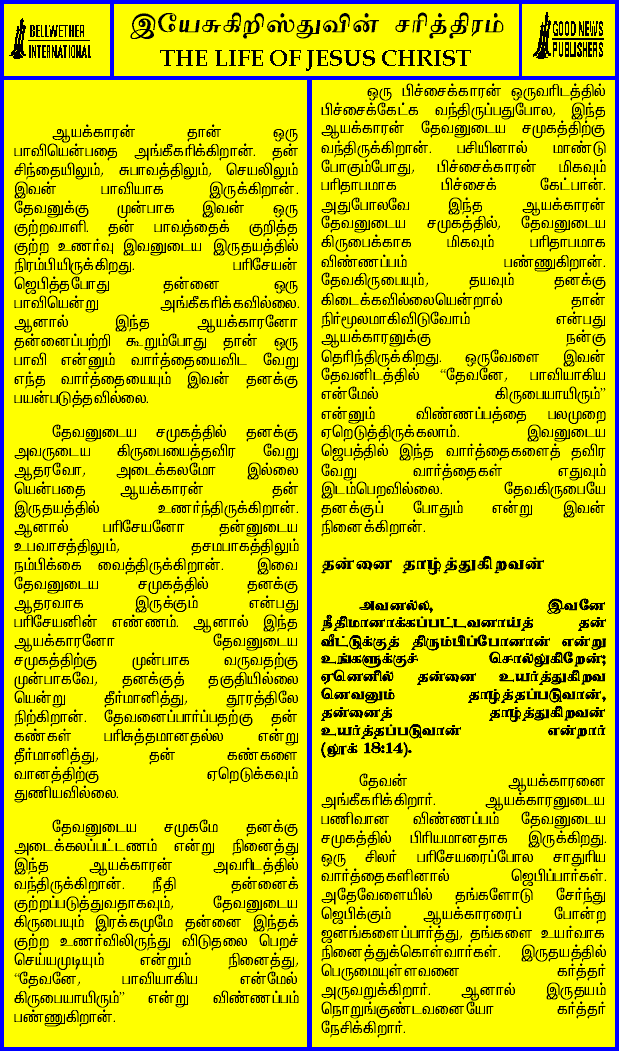 BELLWETHER
INTERNATIONAL
இயேசுகிறிஸ்துவின் சரித்திரம்
THE LIFE OF JESUS CHRIST
GOOD NEWS
PUBLISHERS
ஆயக்காரன் தான் ஒரு
பாவியென்பதை அங்கீகரிக்கிறான். தன்
சிந்தையிலும், சுபாவத்திலும், செயலிலும்
இவன் பாவியாக இருக்கிறான்.
தேவனுக்கு முன்பாக இவன் ஒரு
குற்றவாளி. தன் பாவத்தைக் குறித்த
குற்ற உணர்வு இவனுடைய இருதயத்தில்
நிரம்பியிருக்கிறது. பரிசேயன்
ஜெபித்தபோது தன்னை ஒரு
பாவியென்று அங்கீகரிக்கவில்லை.
ஆனால் இந்த ஆயக்காரனோ
தன்னைப்பற்றி கூறும்போது தான் ஒரு
பாவி என்னும் வார்த்தையைவிட வேறு
எந்த வார்த்தையையும் இவன் தனக்கு
பயன்படுத்தவில்லை.
தேவனுடைய சமுகத்தில் தனக்கு
அவருடைய கிருபையைத்தவிர வேறு
ஆதரவோ, அடைக்கலமோ இல்லை
யென்பதை ஆயக்காரன் தன்
இருதயத்தில் உணர்ந்திருக்கிறான்.
ஆனால் பரிசேயனோ தன்னுடைய
உபவாசத்திலும், தசமபாகத்திலும்
நம்பிக்கை வைத்திருக்கிறான். இவை
தேவனுடைய சமுகத்தில் தனக்கு
ஆதரவாக இருக்கும் என்பது
பரிசேயனின் எண்ணம். ஆனால் இந்த
ஆயக்காரனோ தேவனுடைய
சமுகத்திற்கு முன்பாக வருவதற்கு
முன்பாகவே, தனக்குத் தகுதியில்லை
யென்று தீர்மானித்து, தூரத்திலே
நிற்கிறான். தேவனைப்பார்ப்பதற்கு தன்
கண்கள் பரிசுத்தமானதல்ல என்று
தீர்மானித்து, தன் கண்களை
வானத்திற்கு ஏறெடுக்கவும்
துணியவில்லை.
தேவனுடைய சமுகமே தனக்கு
அடைக்கலப்பட்டணம் என்று நினைத்து
இந்த ஆயக்காரன் அவரிடத்தில்
வந்திருக்கிறான். நீதி தன்னைக்
குற்றப்படுத்துவதாகவும், தேவனுடைய
கிருபையும் இரக்கமுமே தன்னை இந்தக்
குற்ற உணர்விலிருந்து விடுதலை பெறச்
செய்யமுடியும் என்றும் நினைத்து,
“தேவனே, பாவியாகிய என்மேல்
கிருபையாயிரும்” என்று விண்ணப்பம்
பண்ணுகிறான்.
ஒரு பிச்சைக்காரன் ஒருவரிடத்தில்
பிச்சைக்கேட்க வந்திருப்பதுபோல, இந்த
ஆயக்காரன் தேவனுடைய சமுகத்திற்கு
வந்திருக்கிறான். பசியினால் மாண்டு
போகும்போது, பிச்சைக்காரன் மிகவும்
பரிதாபமாக பிச்சைக் கேட்பான்.
அதுபோலவே இந்த ஆயக்காரன்
தேவனுடைய சமுகத்தில், தேவனுடைய
கிருபைக்காக மிகவும் பரிதாபமாக
விண்ணப்பம் பண்ணுகிறான்.
தேவகிருபையும், தயவும் தனக்கு
கிடைக்கவில்லையென்றால் தான்
நிர்மூலமாகிவிடுவோம் என்பது
ஆயக்காரனுக்கு நன்கு
தெரிந்திருக்கிறது. ஒருவேளை இவன்
தேவனிடத்தில் “தேவனே, பாவியாகிய
என்மேல் கிருபையாயிரும்”
என்னும் விண்ணப்பத்தை பலமுறை
ஏறெடுத்திருக்கலாம். இவனுடைய
ஜெபத்தில் இந்த வார்த்தைகளைத் தவிர
வேறு வார்த்தைகள் எதுவும்
இடம்பெறவில்லை. தேவகிருபையே
தனக்குப் போதும் என்று இவன்
நினைக்கிறான்.
தன்னை தாழ்த்துகிறவன்
அவனல்ல, இவனே
நீதிமானாக்கப்பட்டவனாய்த் தன்
வீட்டுக்குத் திரும்பிப்போனான் என்று
உங்களுக்குச் சொல்லுகிறேன்;
ஏனெனில் தன்னை உயர்த்துகிற
னெவனும் தாழ்த்தப்படுவான்,
தன்னைத் தாழ்த்துகிறவன்
உயர்த்தப்படுவான் என்றார்
(லூக் 18:14).
தேவன் ஆயக்காரனை
அங்கீகரிக்கிறார். ஆயக்காரனுடைய
பணிவான விண்ணப்பம் தேவனுடைய
சமுகத்தில் பிரியமானதாக இருக்கிறது.
ஒரு சிலர் பரிசேயரைப்போல சாதுரிய
வார்த்தைகளினால் ஜெபிப்பார்கள்.
அதேவேளையில் தங்களோடு சேர்ந்து
ஜெபிக்கும் ஆயக்காரரைப் போன்ற
ஜனங்களைப்பார்த்து, தங்களை உயர்வாக
நினைத்துக்கொள்வார்கள். இருதயத்தில்
பெருமையுள்ளவனை கர்த்தர்
அருவறுக்கிறார். ஆனால் இருதயம்
நொறுங்குண்டவனையோ கர்த்தர்
நேசிக்கிறார்.